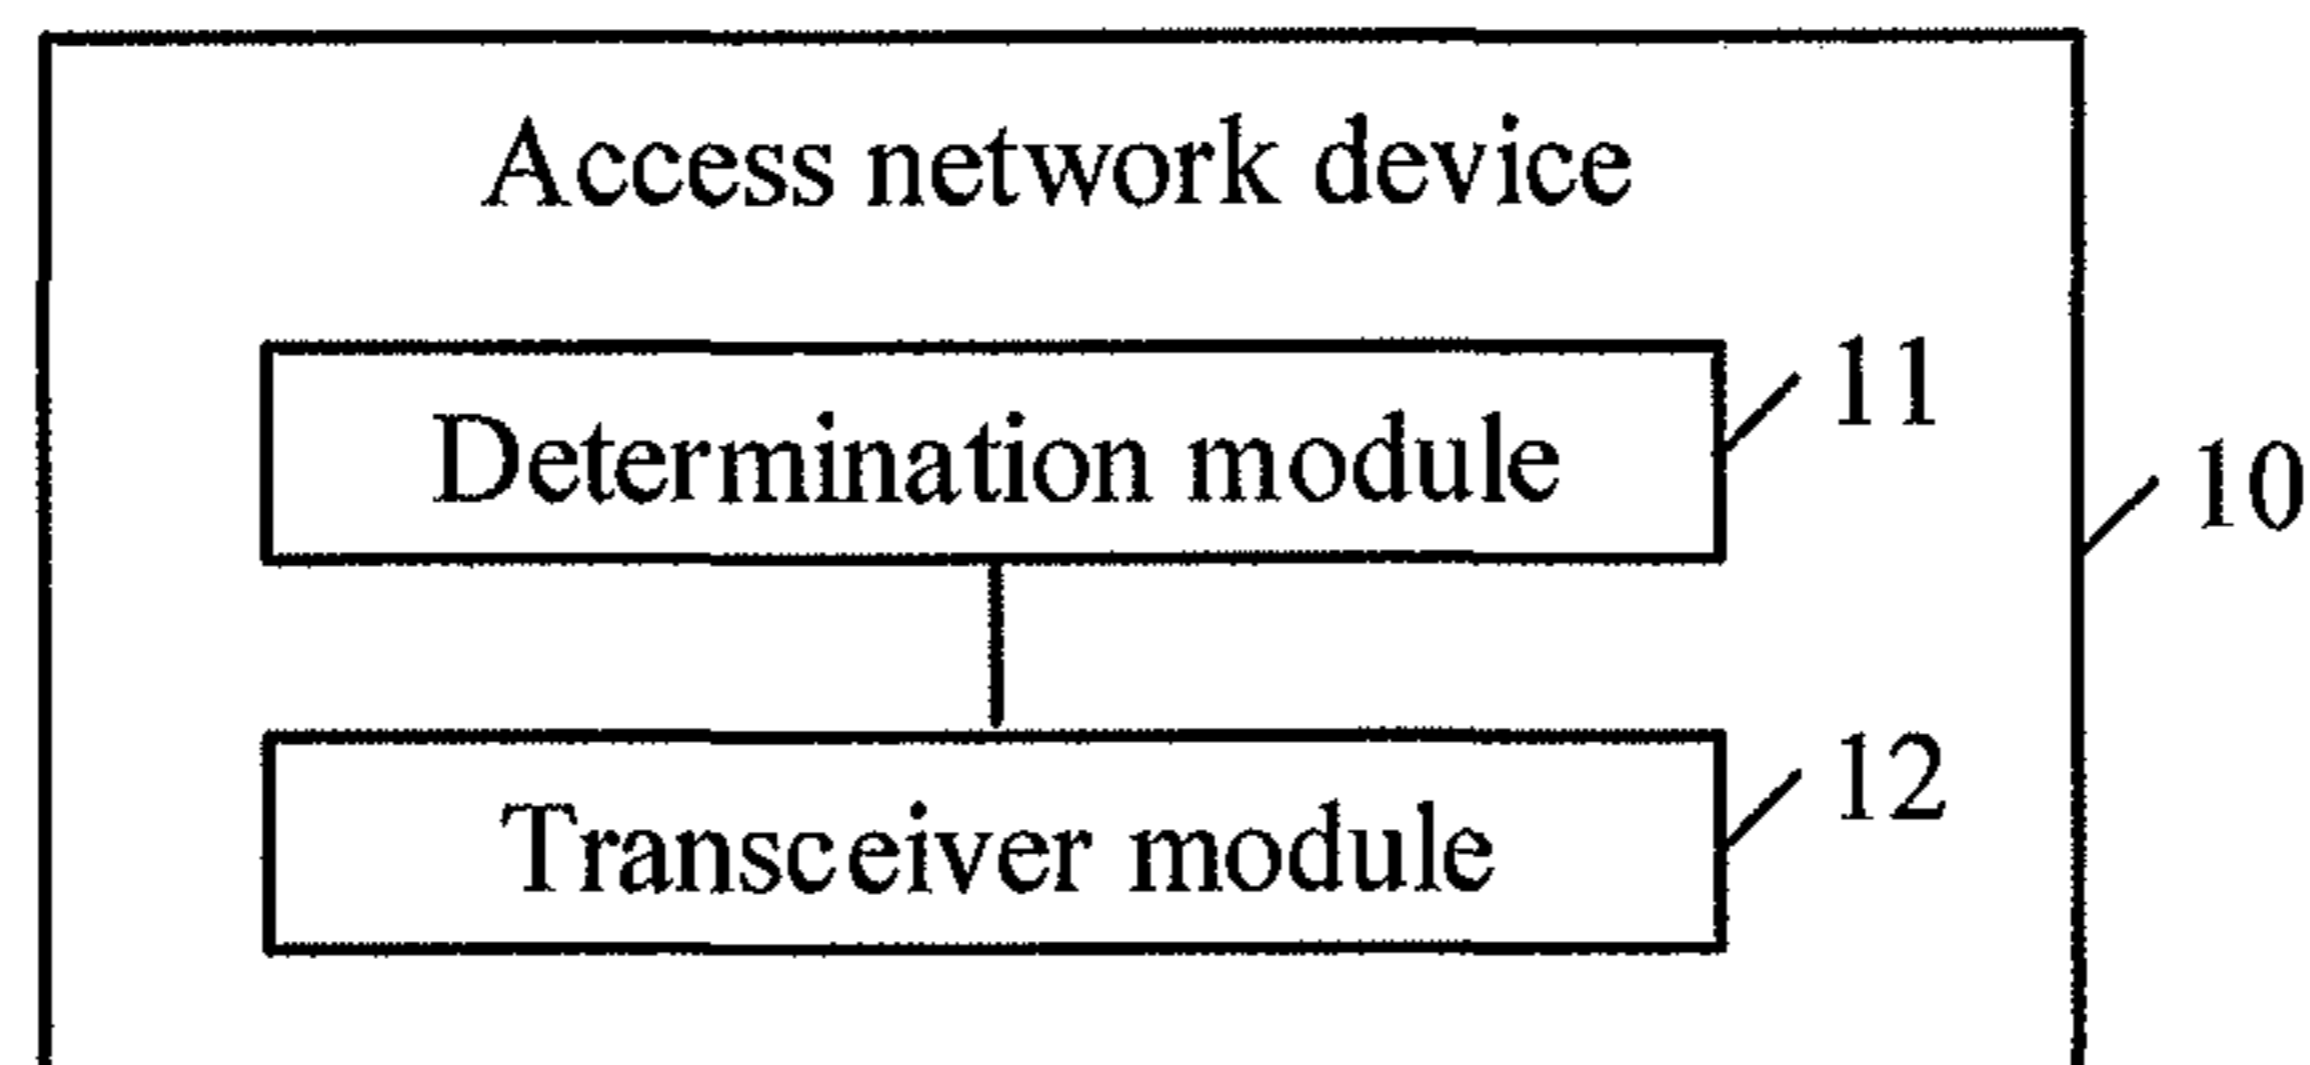 Access network device
Determination module
11
10
Transceiver module
12